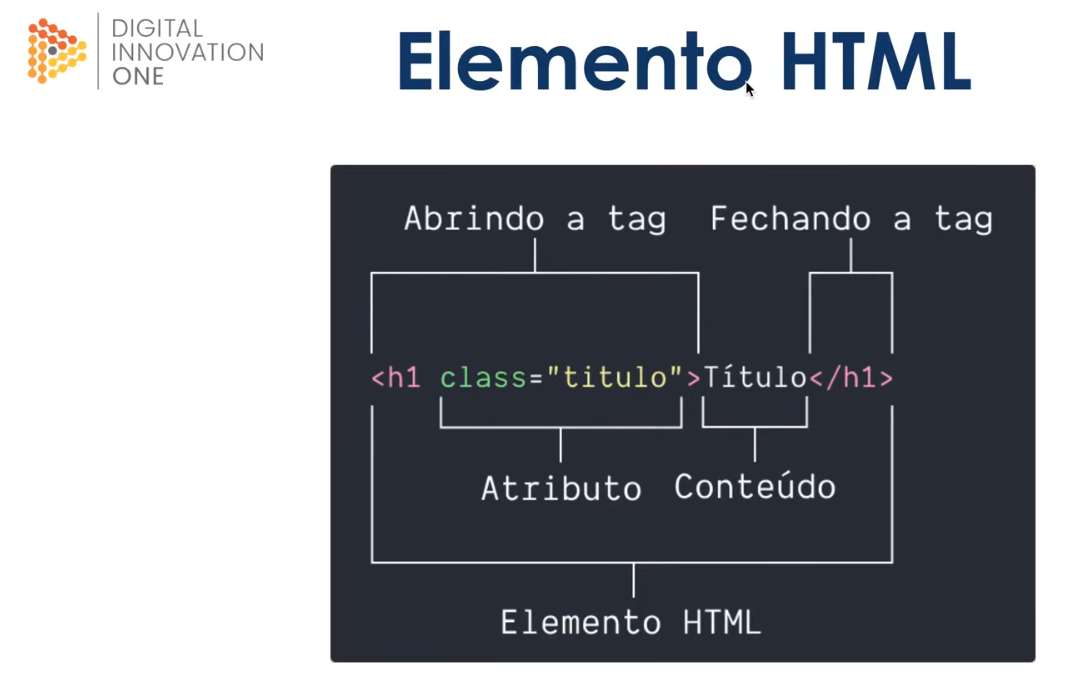 DIGITAL
INNOVATION
ONE
Elemento HTML
Abrindo a tag
Fechando a tag
<h1 class="titulo">Título</h1>
Atributo
Conteúdo
Elemento HTML